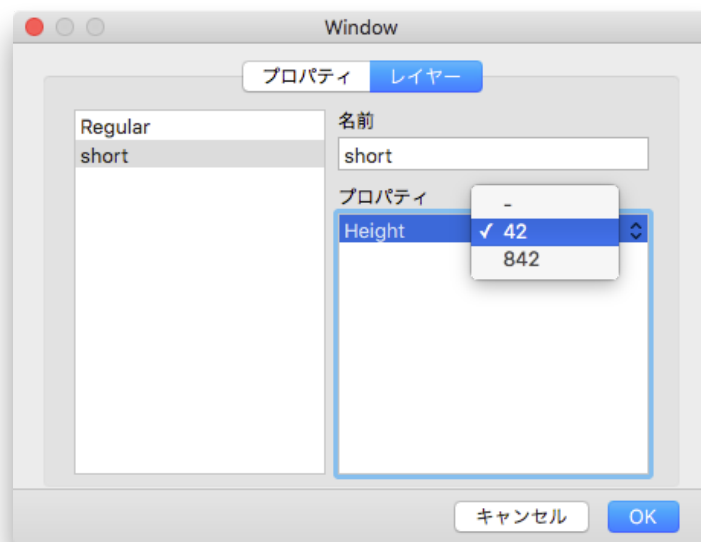 Window
プロパティ レイヤー
Regular
short
名前
short
プロパティ
Height
-
✓ 42
842
キャンセル OK